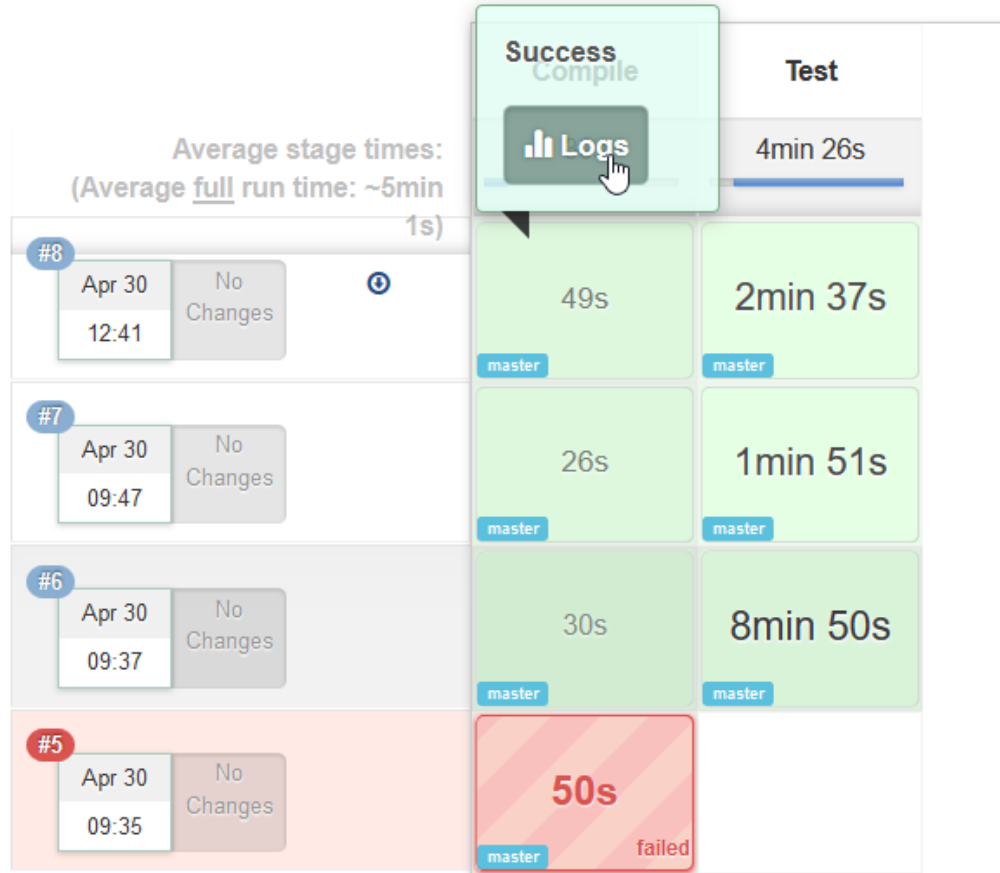 Success
Compile
Test
Logs
4min 26s
Average stage times:
(Average full run time: ~5min
1s)
#8
Apr 30
12:41
No
Changes
49s
master
2min 37s
master
#7
Apr 30
09:47
No
Changes
26s
master
1min 51s
master
#6
Apr 30
09:37
No
Changes
30s
master
8min 50s
master
#5
Apr 30
09:35
No
Changes
50s
master
failed